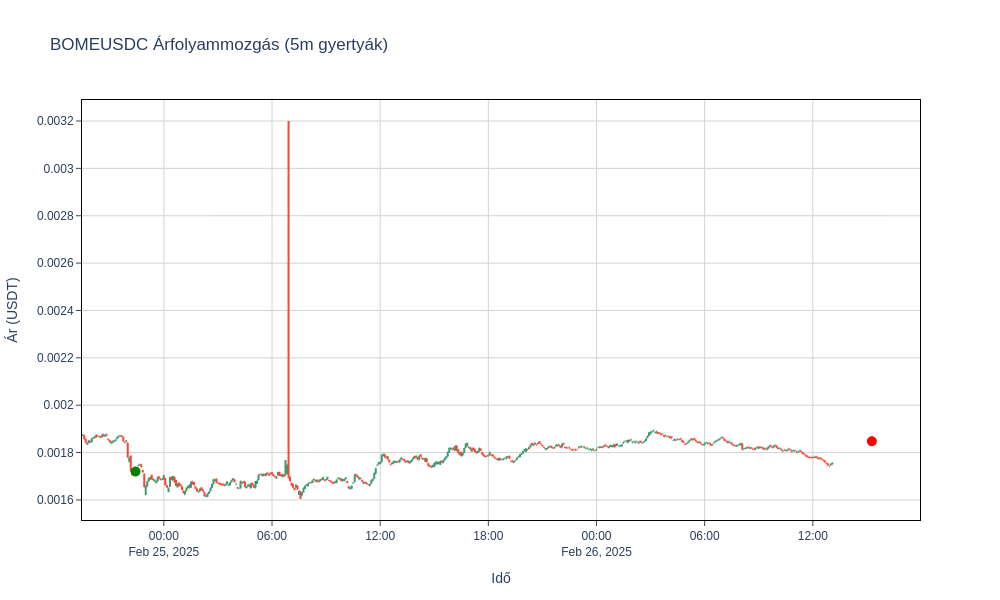 BOMEUSDC Árfolyammozgás (5m gyertyák)
Ár (USDT)
0.0032
0.003
0.0028
0.0026
0.0024
0.0022
0.002
0.0018
0.0016
00:00 06:00 12:00 18:00 00:00 06:00 12:00
Feb 25, 2025 Feb 26, 2025
Idő